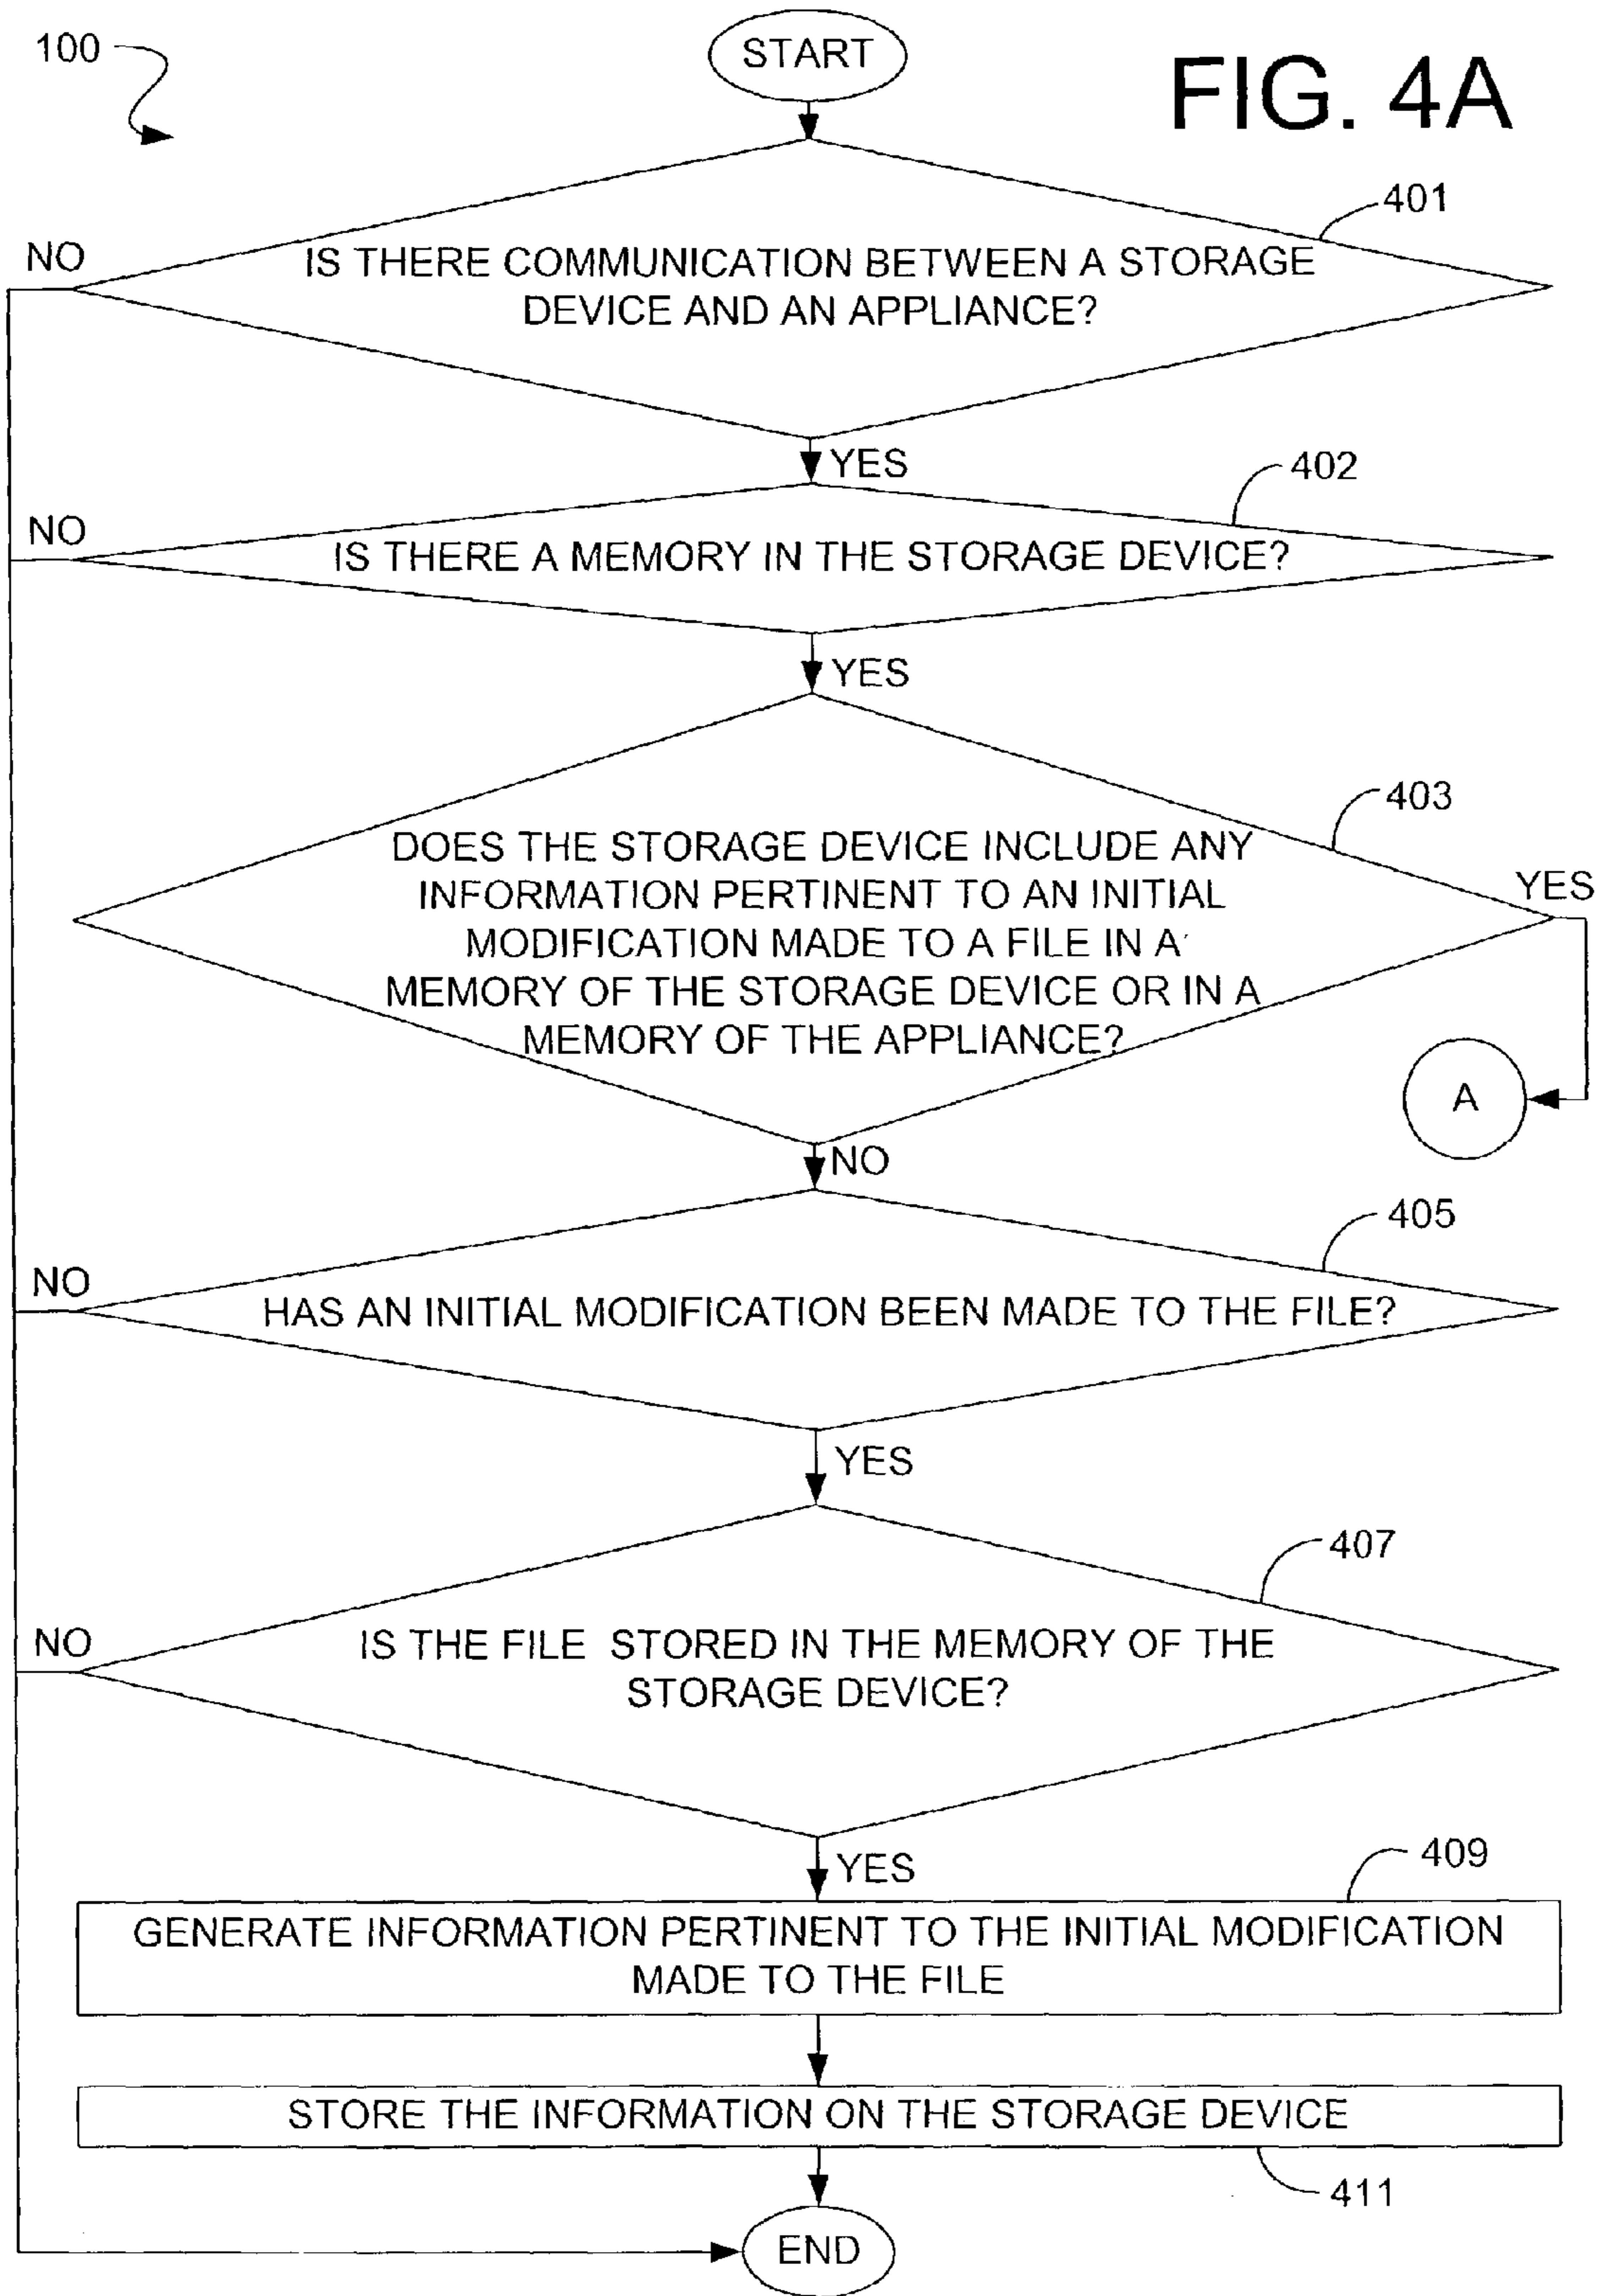 100
START
FIG. 4A
401
NO
IS THERE COMMUNICATION BETWEEN A STORAGE
DEVICE AND AN APPLIANCE?
YES
402
NO
IS THERE A MEMORY IN THE STORAGE DEVICE?
YES
403
DOES THE STORAGE DEVICE INCLUDE ANY
INFORMATION PERTINENT TO AN INITIAL
MODIFICATION MADE TO A FILE IN A
MEMORY OF THE STORAGE DEVICE OR IN A
MEMORY OF THE APPLIANCE?
YES
A
NO
405
NO
HAS AN INITIAL MODIFICATION BEEN MADE TO THE FILE?
YES
407
NO
IS THE FILE STORED IN THE MEMORY OF THE
STORAGE DEVICE?
YES
409
GENERATE INFORMATION PERTINENT TO THE INITIAL MODIFICATION
MADE TO THE FILE
STORE THE INFORMATION ON THE STORAGE DEVICE
411
END